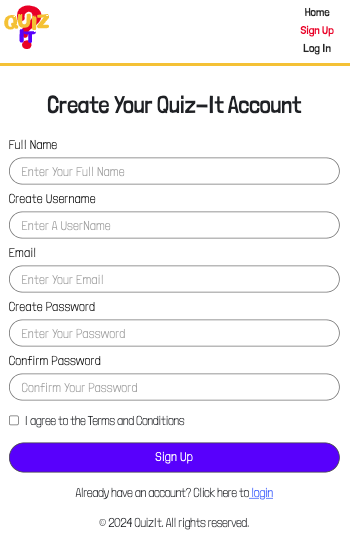 QUIZ
IT
Home
Sign Up
Log In
Create Your Quiz-It Account
Full Name
Enter Your Full Name
Create Username
Enter A UserName
Email
Enter Your Email
Create Password
Enter Your Password
Confirm Password
Confirm Your Password
I agree to the Terms and Conditions
Sign Up
Already have an account? Click here to login
© 2024 QuizIt. All rights reserved.